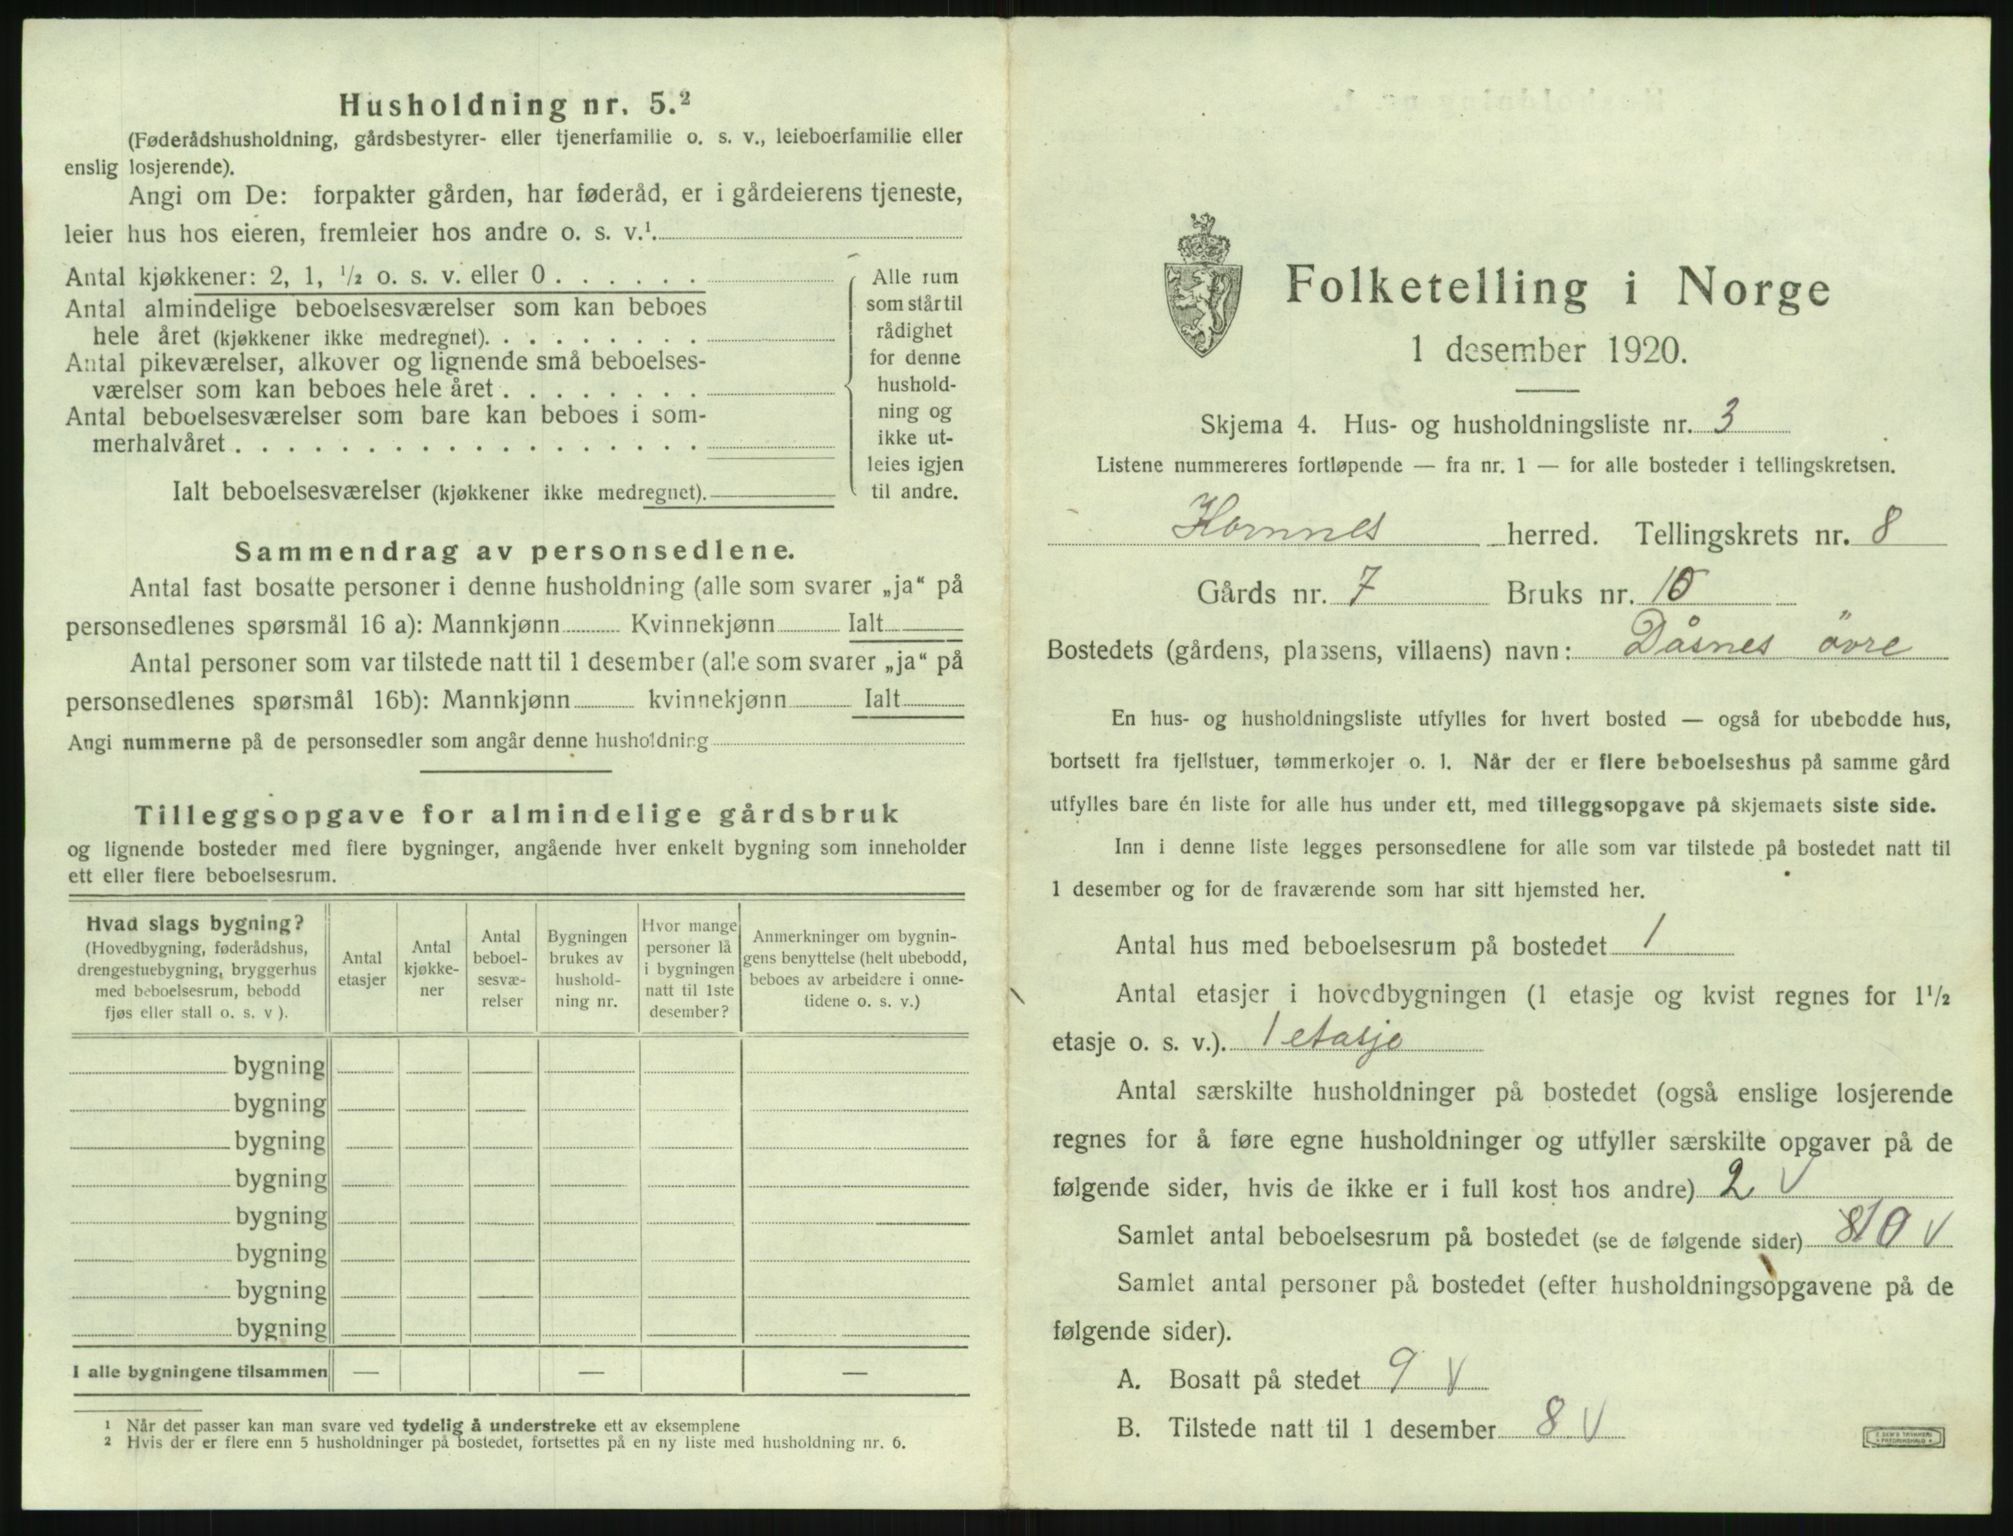 Husholdning nr. 5.²
(Føderådshusholdning, gårdsbestyrer- eller tjenerfamilie o. s. v., leieboerfamilie eller
enslig losjerende).
Angi om De: forpakter gården, har føderåd, er i gårdeierens tjeneste,
leier hus hos eieren, fremleier hos andre o. s. v.¹
Antal kjøkkener: 2, 1, ½ o. s. v. eller 0 . . . . . .
Antal almindelige beboelsesværelser som kan beboes
hele året (kjøkkener ikke medregnet). . . . . . . . .
Antal pikeværelser, alkover og lignende små beboelses-
værelser som kan beboes hele året . . . . . . . .
Antal beboelsesværelser som bare kan beboes i som-
merhalvåret . . . . . . . . . . . . . . . . . .
Ialt beboelsesværelser (kjøkkener ikke medregnet).
Alle rum
som står til
rådighet
for denne
hushold-
ning og
ikke ut-
leies igjen
til andre.
Sammendrag av personsedlene.
Antal fast bosatte personer i denne husholdning (alle som svarer „ja“ på
personsedlenes spørsmål 16 a): Mannkjønn Kvinnekjønn Ialt
Antal personer som var tilstede natt til 1 desember (alle som svarer „ja“ på
personsedlenes spørsmål 16b): Mannkjønn kvinnekjønn Ialt
Angi nummerne på de personsedler som angår denne husholdning
Tilleggsopgave for almindelige gårdsbruk
og lignende bosteder med flere bygninger, angående hver enkelt bygning som inneholder
ett eller flere beboelsesrum.
Hvad slags bygning?
(Hovedbygning, føderådshus,
drengestuebygning, bryggerhus
med beboelsesrum, bebodd
fjøs eller stall o. s. v ).
Antal
etasjer
Antal
kjøkke-
ner
Antal
beboel-
sesvæ-
relser
Bygningen
brukes av
hushold-
ning nr.
Hvor mange
personer lå
i bygningen
natt til 1ste
desember?
Anmerkninger om bygnin-
gens benyttelse (helt ubebodd,
beboes av arbeidere i onne-
tidene o. s. v.)
bygning
bygning
bygning
bygning
bygning
bygning
bygning
bygning
I alle bygningene tilsammen — — —
¹ Når det passer kan man svare ved tydelig å understreke ett av eksemplene
² Hvis der er flere enn 5 husholdninger på bostedet, fortsettes på en ny liste med husholdning nr. 6.
Folketelling i Norge
1 desember 1920.
Skjema 4. Hus- og husholdningsliste nr. 3
Listene nummereres fortløpende — fra nr. 1 — for alle bosteder i tellingskretsen.
Hornnes herred. Tellingskrets nr. 8
Gårds nr. 7 Bruks nr. 10
Bostedets (gårdens, plassens, villaens) navn: Dåsnes övre
En hus- og husholdningsliste utfylles for hvert bosted — også for ubebodde hus,
bortsett fra fjellstuer, tømmerkojer o. l. Når der er flere beboelseshus på samme gård
utfylles bare én liste for alle hus under ett, med tilleggsopgave på skjemaets siste side.
Inn i denne liste legges personsedlene for alle som var tilstede på bostedet natt til
1 desember og for de fraværende som har sitt hjemsted her.
Antal hus med beboelsesrum på bostedet 1
Antal etasjer i hovedbygningen (1 etasje og kvist regnes for 1½
etasje o. s. v.). 1 etasje
Antal særskilte husholdninger på bostedet (også enslige losjerende
regnes for å føre egne husholdninger og utfyller særskilte opgaver på de
følgende sider, hvis de ikke er i full kost hos andre) 2 V
Samlet antal beboelsesrum på bostedet (se de følgende sider) 8 10 V
Samlet antal personer på bostedet (efter husholdningsopgavene på de
følgende sider).
A. Bosatt på stedet 9 V
B. Tilstede natt til 1 desember 8 V